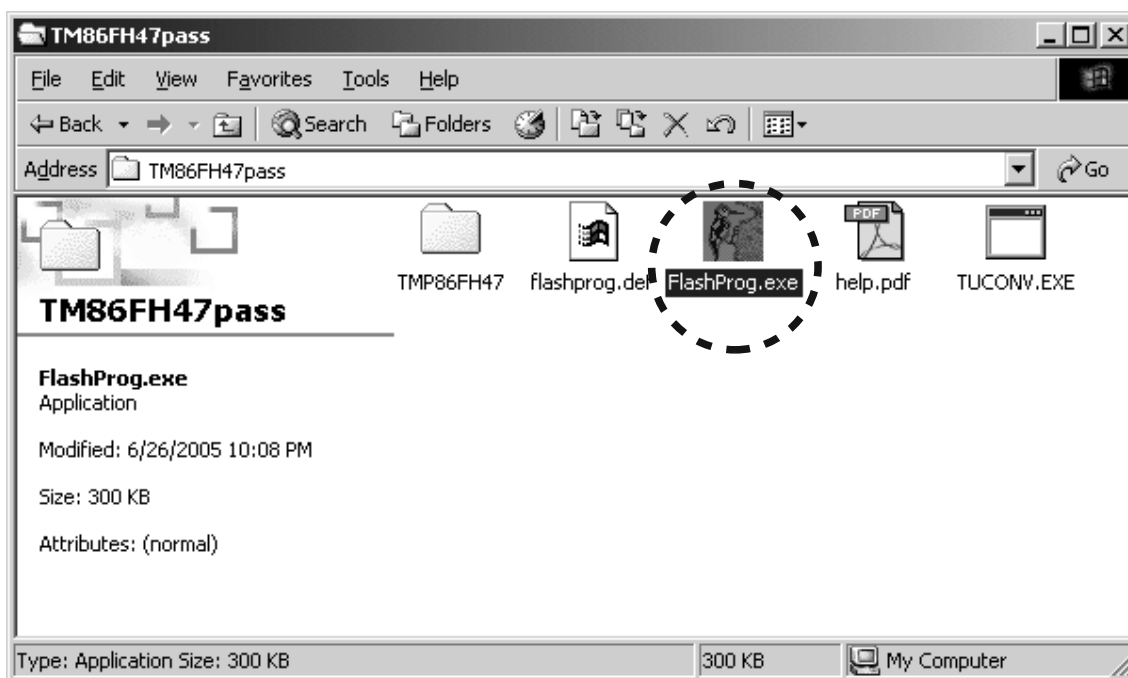 TM86FH47pass
File Edit View Favorites Tools Help
Back Search Folders
Address TM86FH47pass Go
TMP86FH47 flashprog.def FlashProg.exe help.pdf TUCONV.EXE
PDF
TM86FH47pass
FlashProg.exe
Application
Modified: 6/26/2005 10:08 PM
Size: 300 KB
Attributes: (normal)
Type: Application Size: 300 KB 300 KB My Computer